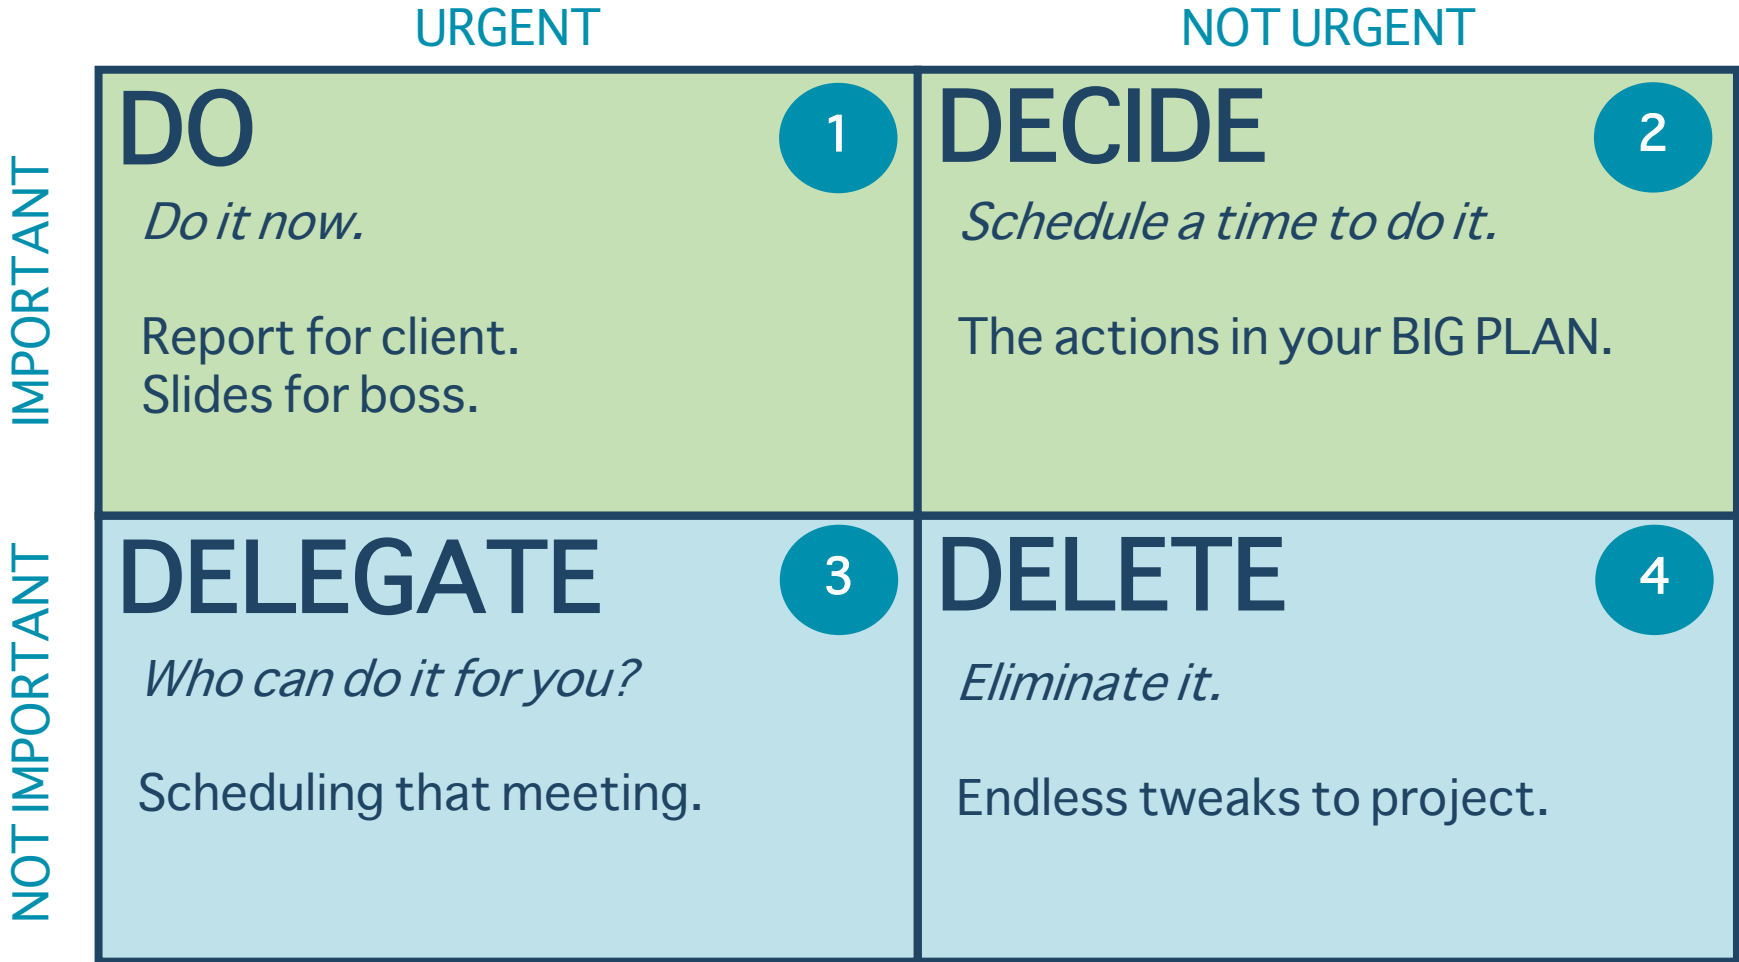 URGENT
NOT URGENT
IMPORTANT
DO
1
Do it now.
Report for client.
Slides for boss.
DECIDE
2
Schedule a time to do it.
The actions in your BIG PLAN.
NOT IMPORTANT
DELEGATE
3
Who can do it for you?
Scheduling that meeting.
DELETE
4
Eliminate it.
Endless tweaks to project.